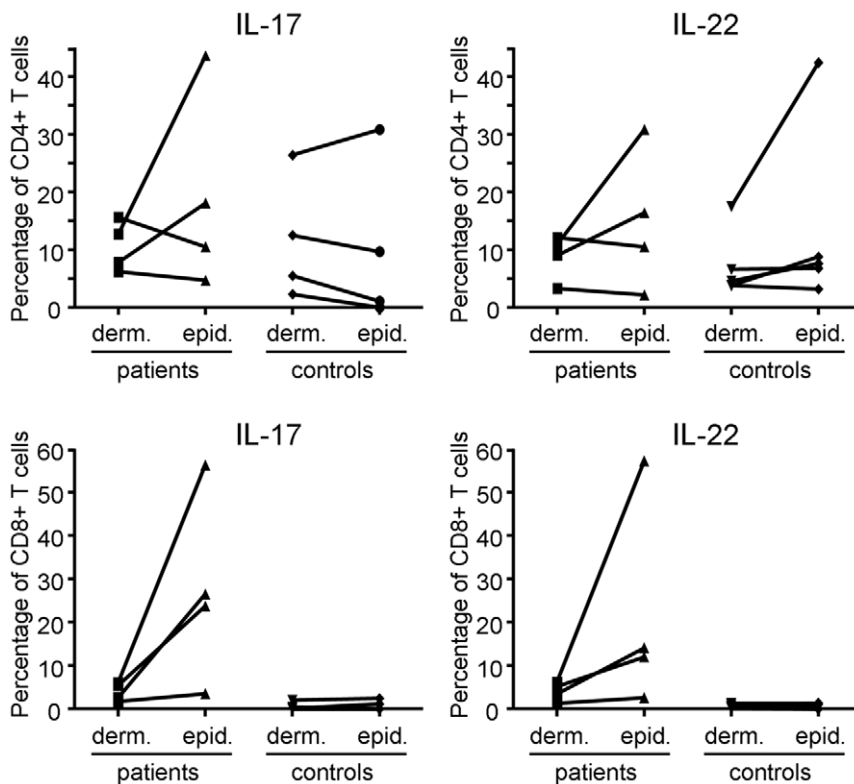 IL-17
Percentage of CD4+ T cells
40
30
20
10
0
derm. epid. derm. epid.
patients controls
IL-22
Percentage of CD4+ T cells
40
30
20
10
0
derm. epid. derm. epid.
patients controls
IL-17
Percentage of CD8+ T cells
60
50
40
30
20
10
0
derm. epid. derm. epid.
patients controls
IL-22
Percentage of CD8+ T cells
60
50
40
30
20
10
0
derm. epid. derm. epid.
patients controls